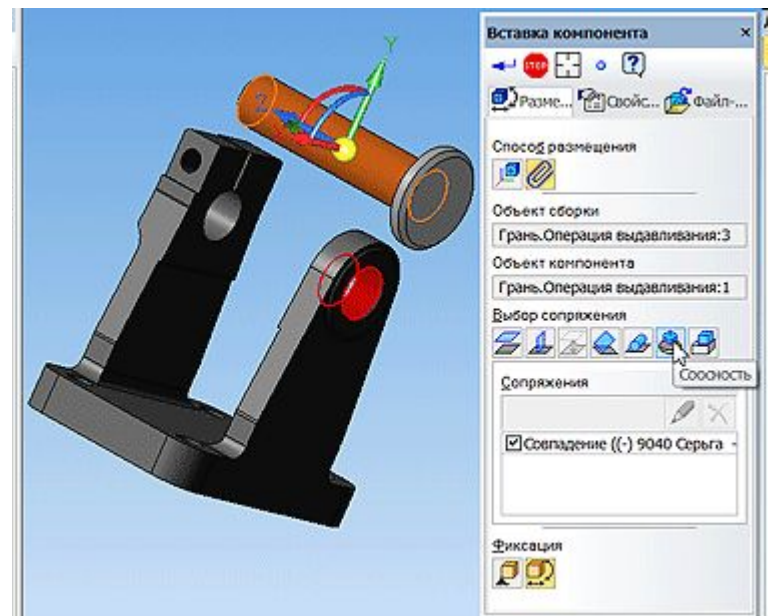 Вставка компонента ×
STOP
Разме... Свойс... Файл-...
Способ размещения
Объект сборки
Грань.Операция выдавливания:3
Объект компонента
Грань.Операция выдавливания:1
Выбор сопряжения
Соосность
Сопряжения
Совпадение ((-) 9040 Серьга -
Фиксация
Y
Z